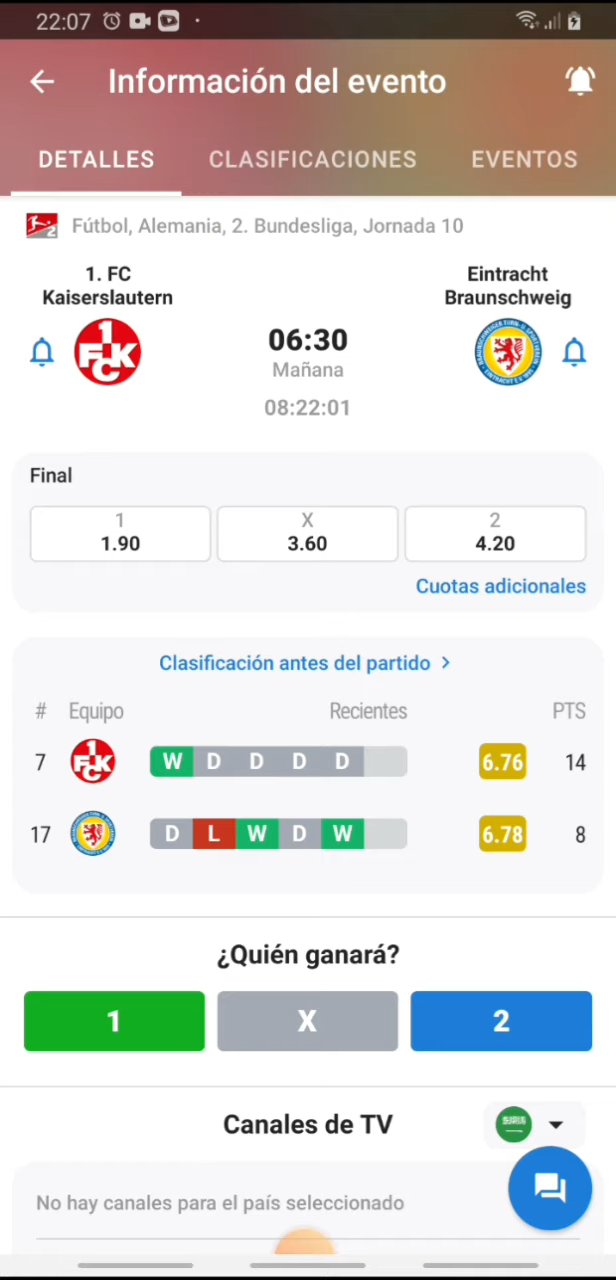 22:07
Información del evento
DETALLES CLASIFICACIONES EVENTOS
Fútbol, Alemania, 2. Bundesliga, Jornada 10
1. FC
Kaiserslautern
Eintracht
Braunschweig
06:30
Mañana
08:22:01
Final
1 X 2
1.90 3.60 4.20
Cuotas adicionales
Clasificación antes del partido
# Equipo Recientes PTS
7 1 FCK W D D D D 6.76 14
17 D L W D W 6.78 8
¿Quién ganará?
1 X 2
Canales de TV
No hay canales para el país seleccionado